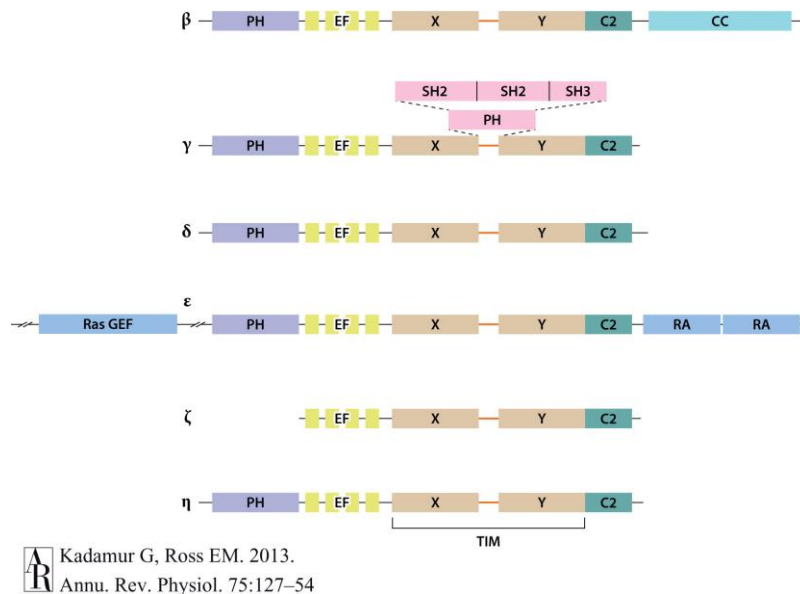 β PH EF X Y C2 CC
SH2 SH2 SH3
PH
γ PH EF X Y C2
δ PH EF X Y C2
ε
Ras GEF PH EF X Y C2 RA RA
ζ EF X Y C2
η PH EF X Y C2
TIM
AR Kadamur G, Ross EM. 2013.
Annu. Rev. Physiol. 75:127–54